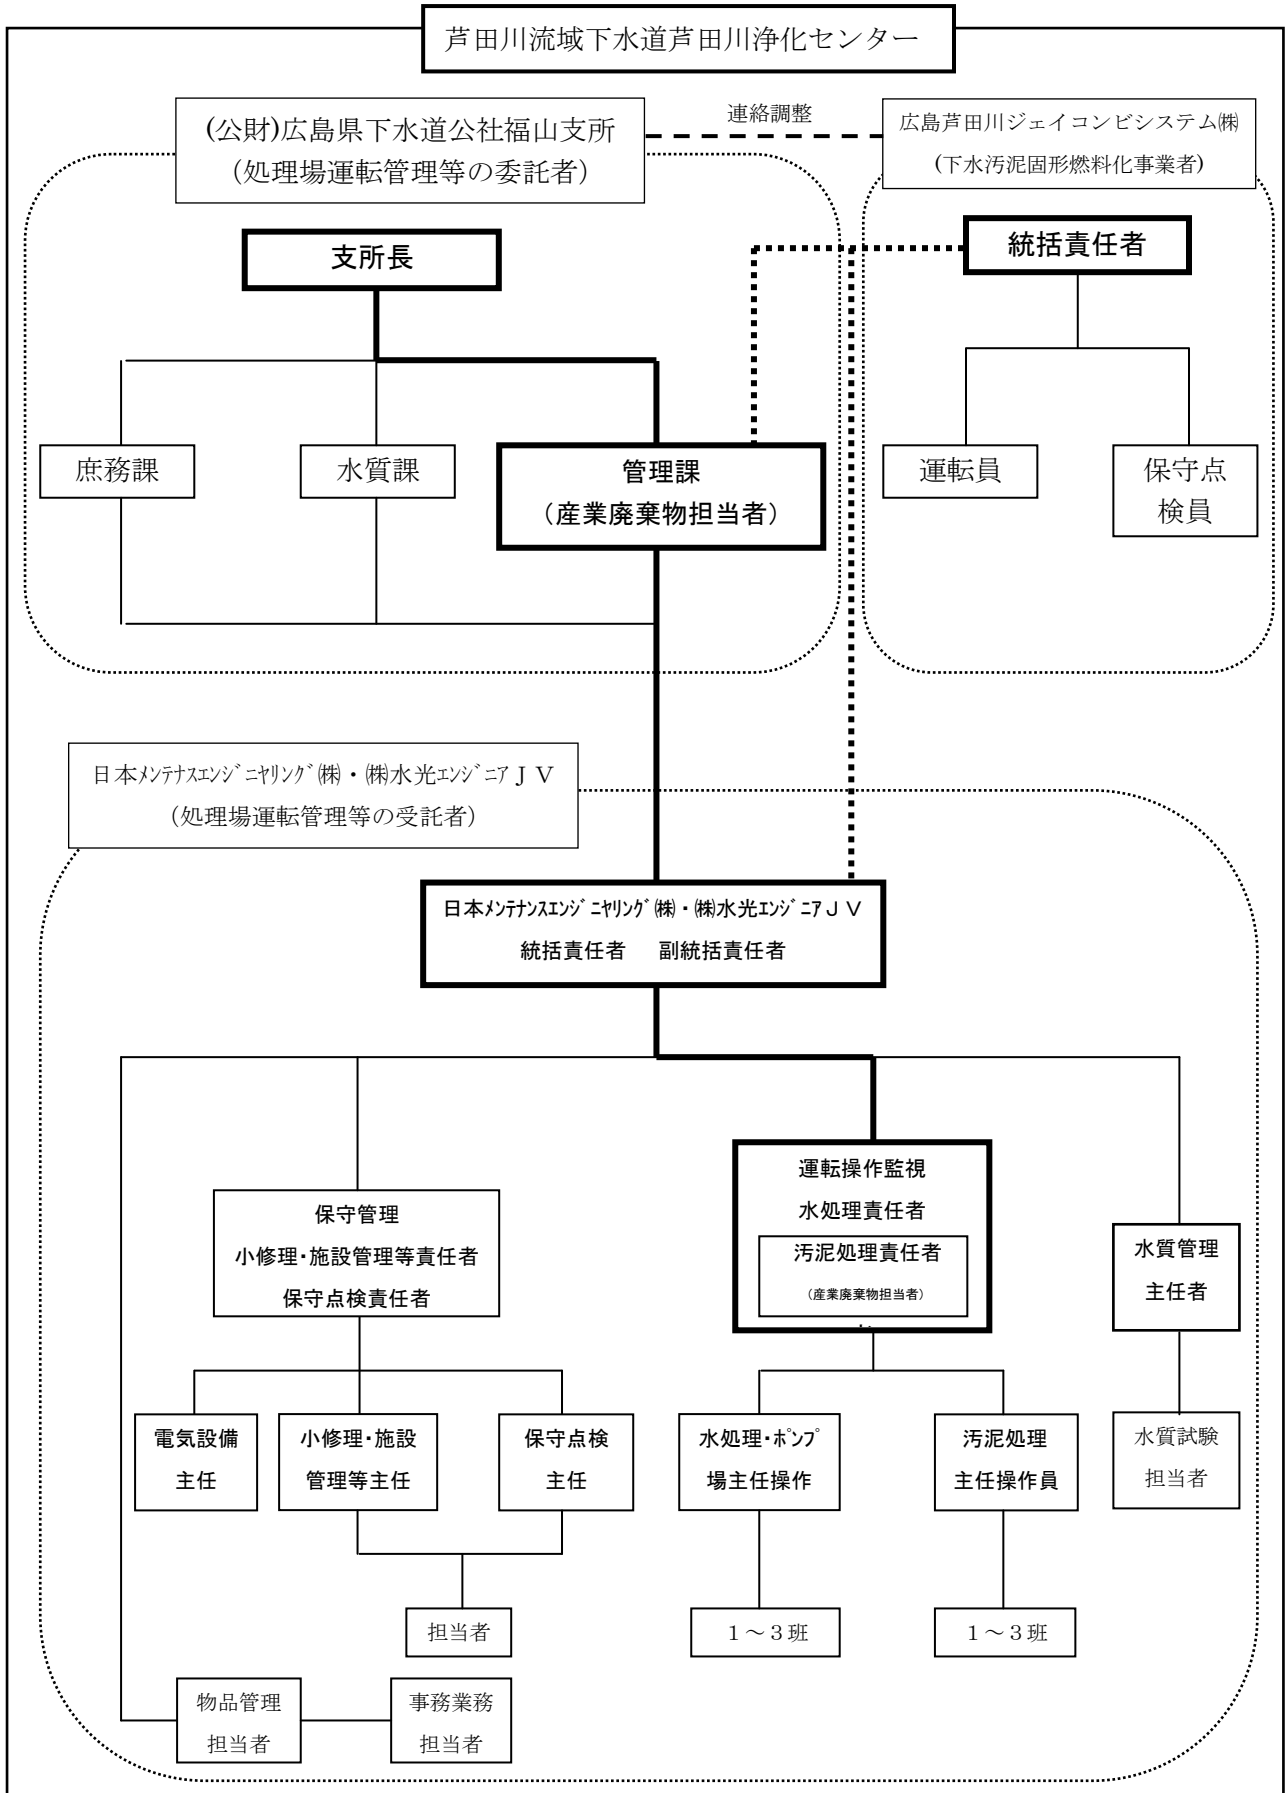 芦田川流域下水道芦田川浄化センター
(公財)広島県下水道公社福山支所
（処理場運転管理等の委託者）
連絡調整
広島芦田川ジェイコンビシステム㈱
(下水汚泥固形燃料化事業者)
支所長
統括責任者
庶務課
水質課
管理課
（産業廃棄物担当者）
運転員
保守点
検員
日本ﾒﾝﾃﾅｽｴﾝｼﾞﾆﾔﾘﾝｸﾞ㈱・㈱水光ｴﾝｼﾞﾆｱＪＶ
（処理場運転管理等の受託者）
日本ﾒﾝﾃﾅﾝｽｴﾝｼﾞﾆﾔﾘﾝｸﾞ㈱・㈱水光ｴﾝｼﾞﾆｱＪＶ
統括責任者　副統括責任者
保守管理
小修理・施設管理等責任者
保守点検責任者
運転操作監視
水処理責任者
汚泥処理責任者
（産業廃棄物担当者）
水質管理
主任者
電気設備
主任
小修理・施設
管理等主任
保守点検
主任
水処理・ﾎﾟﾝﾌﾟ
場主任操作
汚泥処理
主任操作員
水質試験
担当者
担当者
１～３班
１～３班
物品管理
担当者
事務業務
担当者